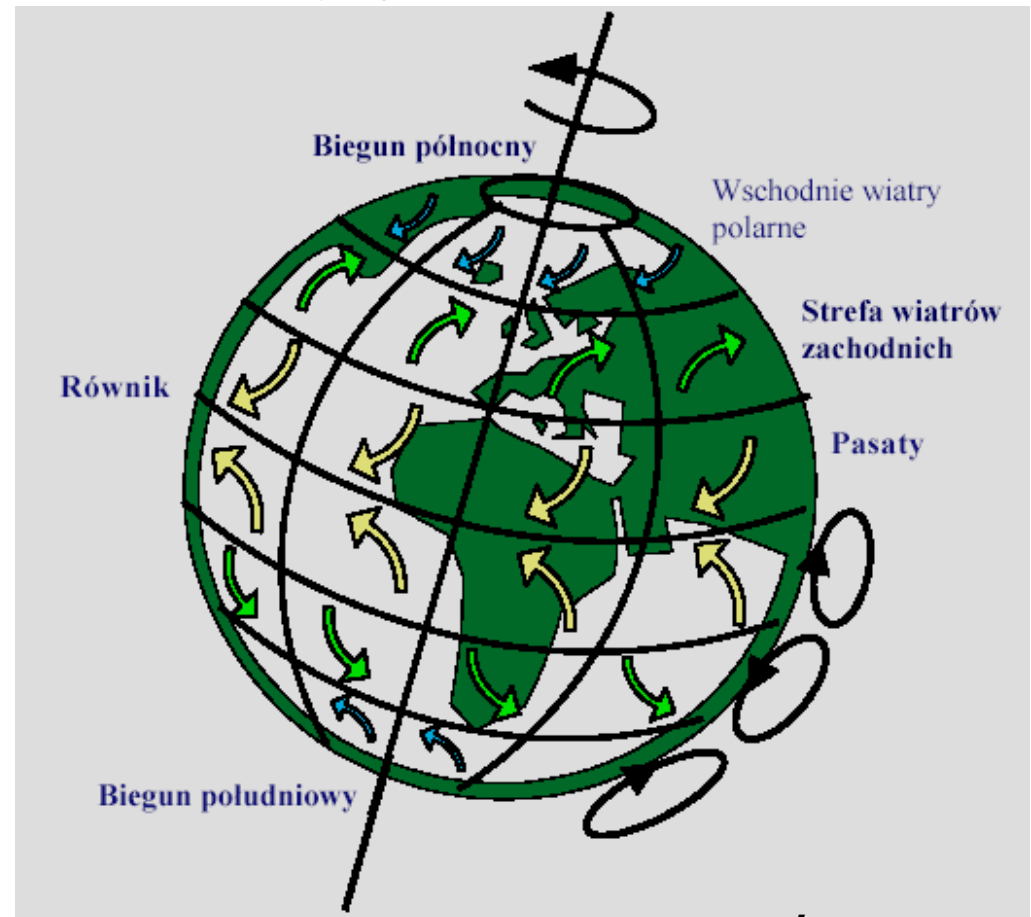 Biegun północny
Wschodnie wiatry
polarne
Strefa wiatrów
zachodnich
Równik
Pasaty
Biegun południowy